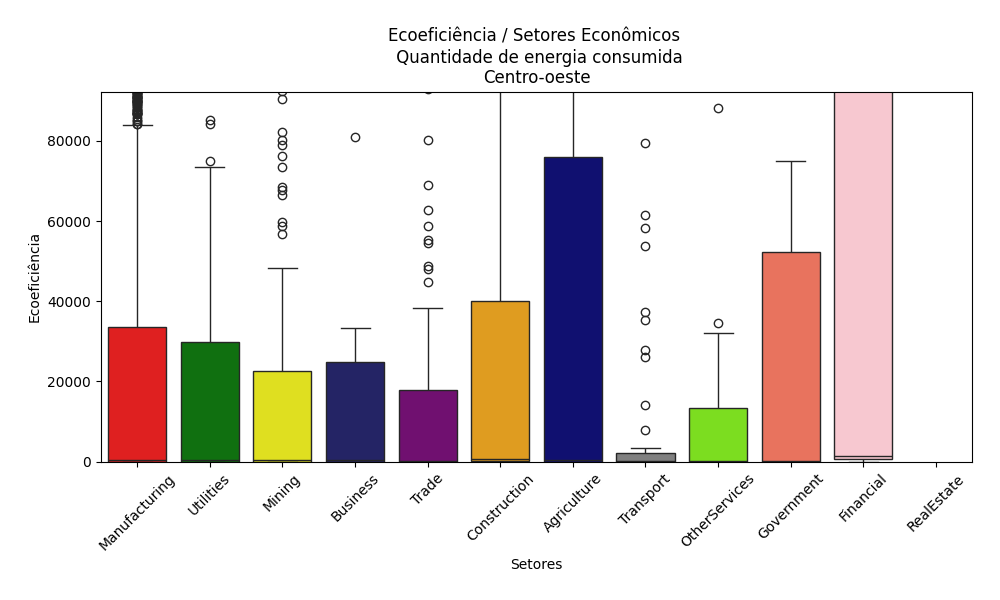 Ecoeficiência / Setores Econômicos
Quantidade de energia consumida
Centro-oeste
Ecoeficiência
80000
60000
40000
20000
0
Manufacturing
Utilities
Mining
Business
Trade
Construction
Agriculture
Transport
OtherServices
Government
Financial
RealEstate
Setores